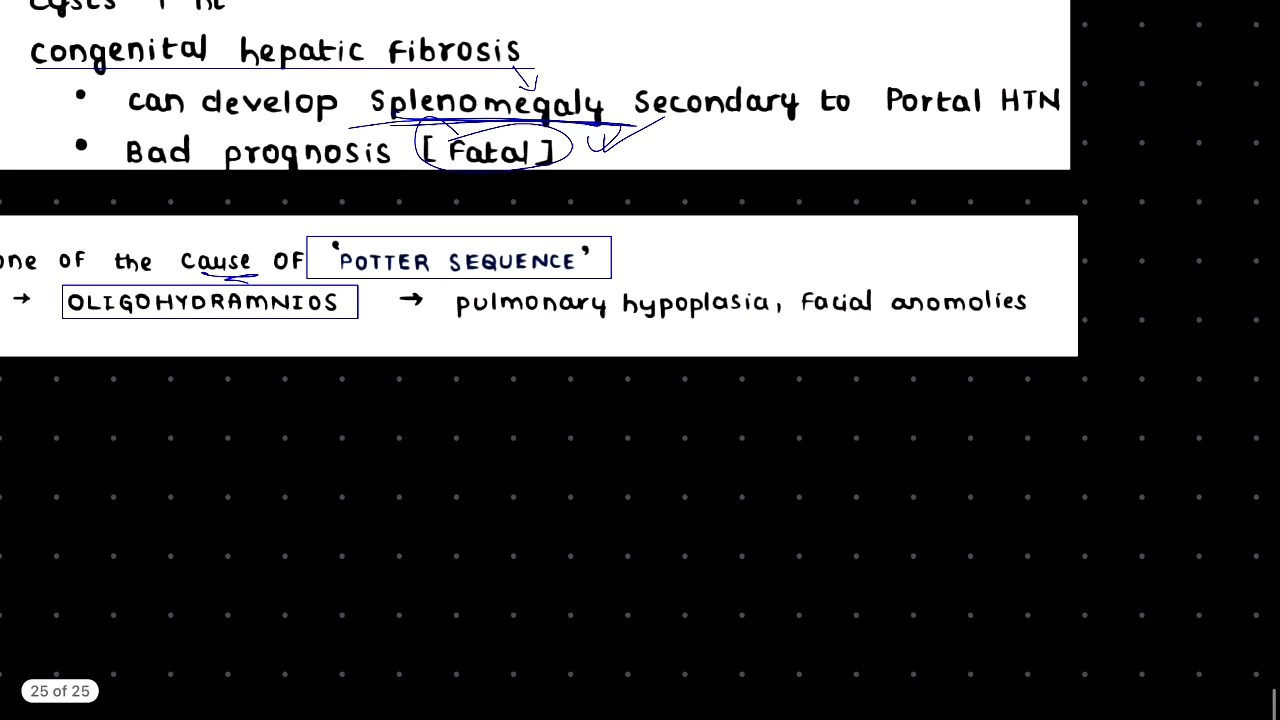 congenital hepatic fibrosis
• can develop splenomegaly secondary to Portal HTN
• Bad prognosis [Fatal]
one OF the cause OF 'POTTER SEQUENCE'
→ OLIGOHYDRAMNIOS → pulmonary hypoplasia, Facial anomolies
25 of 25